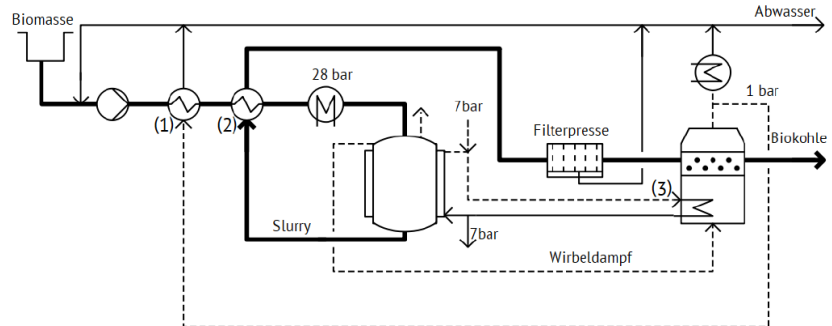 Biomasse
Abwasser
28 bar
7bar
1 bar
Filterpresse
Biokohle
(1)
(2)
(3)
Slurry
7bar
Wirbeldampf